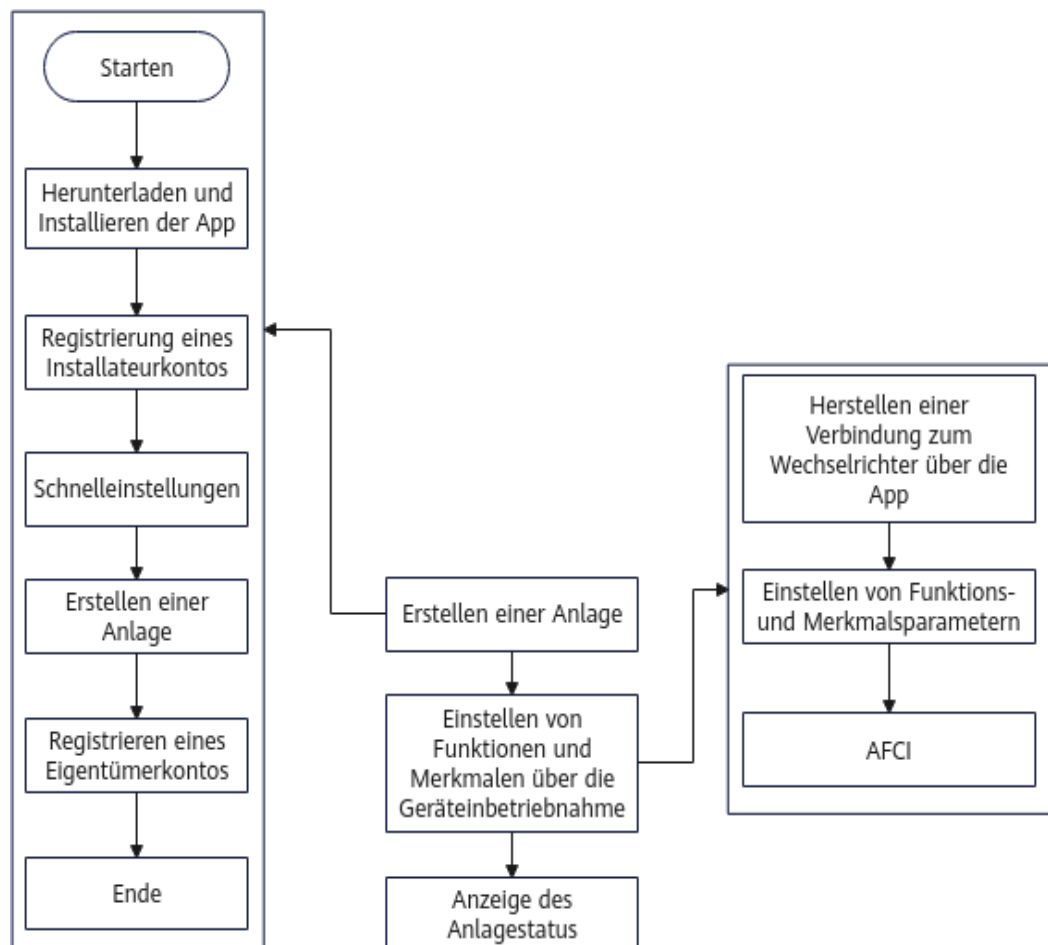 Starten
Herunterladen und
Installieren der App
Registrierung eines
Installateurkontos
Schnelleinstellungen
Erstellen einer
Anlage
Registrieren eines
Eigentümerkontos
Ende
Erstellen einer Anlage
Einstellen von
Funktionen und
Merkmalen über die
Geräteinbetriebnahme
Anzeige des
Anlagestatus
Herstellen einer
Verbindung zum
Wechselrichter über die
App
Einstellen von Funktions-
und Merkmalsparametern
AFCI